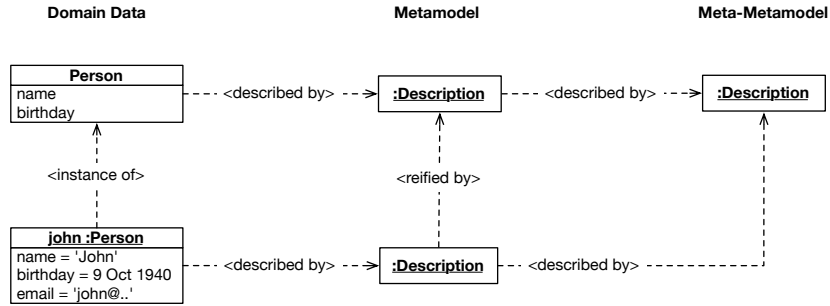 Domain Data Metamodel Meta-Metamodel
Person
name
birthday
<described by>
:Description
<described by>
:Description
<instance of>
<reified by>
john :Person
name = 'John'
birthday = 9 Oct 1940
email = 'john@..'
<described by>
:Description
<described by>